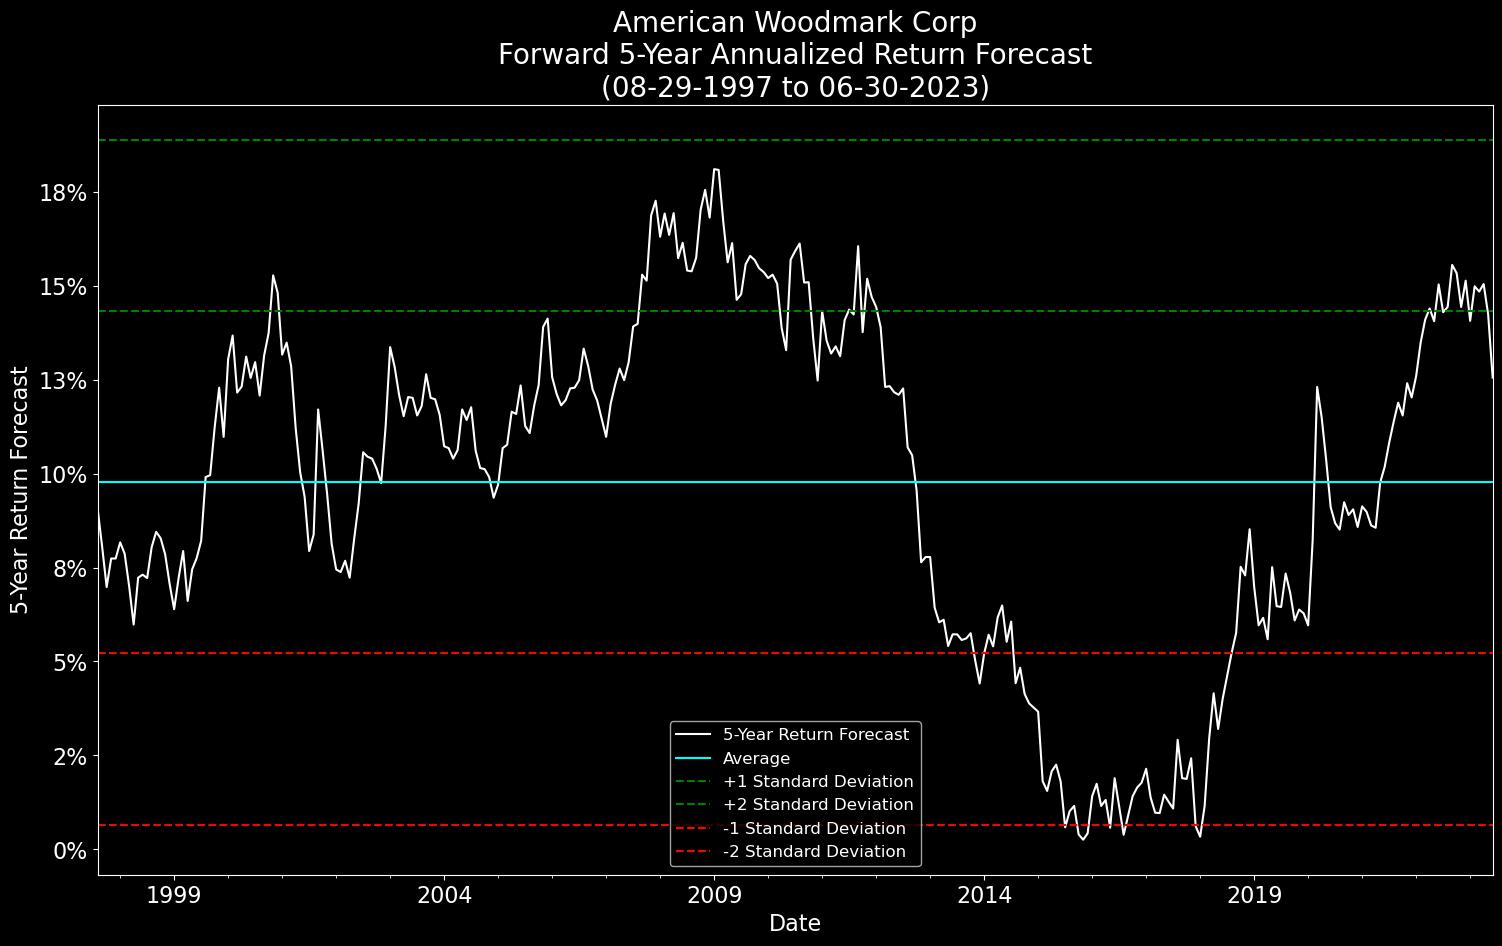 American Woodmark Corp
Forward 5-Year Annualized Return Forecast
(08-29-1997 to 06-30-2023)
5-Year Return Forecast
18%
15%
13%
10%
8%
5%
2%
0%
5-Year Return Forecast
Average
+1 Standard Deviation
+2 Standard Deviation
-1 Standard Deviation
-2 Standard Deviation
1999
2004
2009
2014
2019
Date